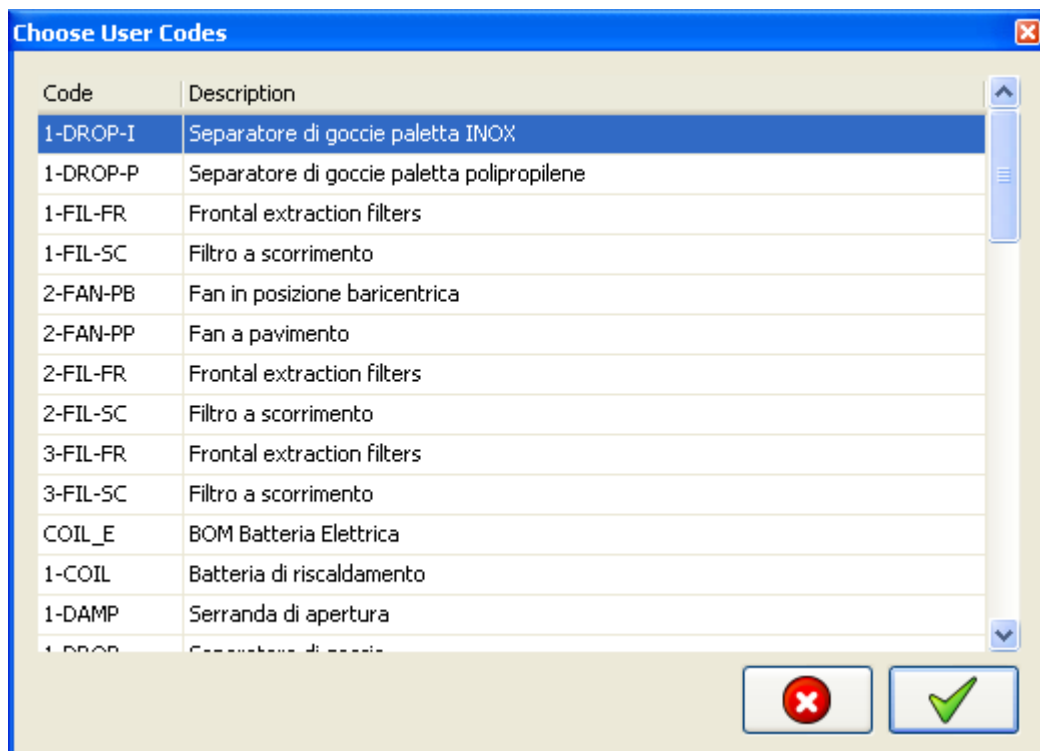 Choose User Codes
Code Description
1-DROP-I Separatore di goccie paletta INOX
1-DROP-P Separatore di goccie paletta polipropilene
1-FIL-FR Frontal extraction filters
1-FIL-SC Filtro a scorrimento
2-FAN-PB Fan in posizione baricentrica
2-FAN-PP Fan a pavimento
2-FIL-FR Frontal extraction filters
2-FIL-SC Filtro a scorrimento
3-FIL-FR Frontal extraction filters
3-FIL-SC Filtro a scorrimento
COIL_E BOM Batteria Elettrica
1-COIL Batteria di riscaldamento
1-DAMP Serranda di apertura